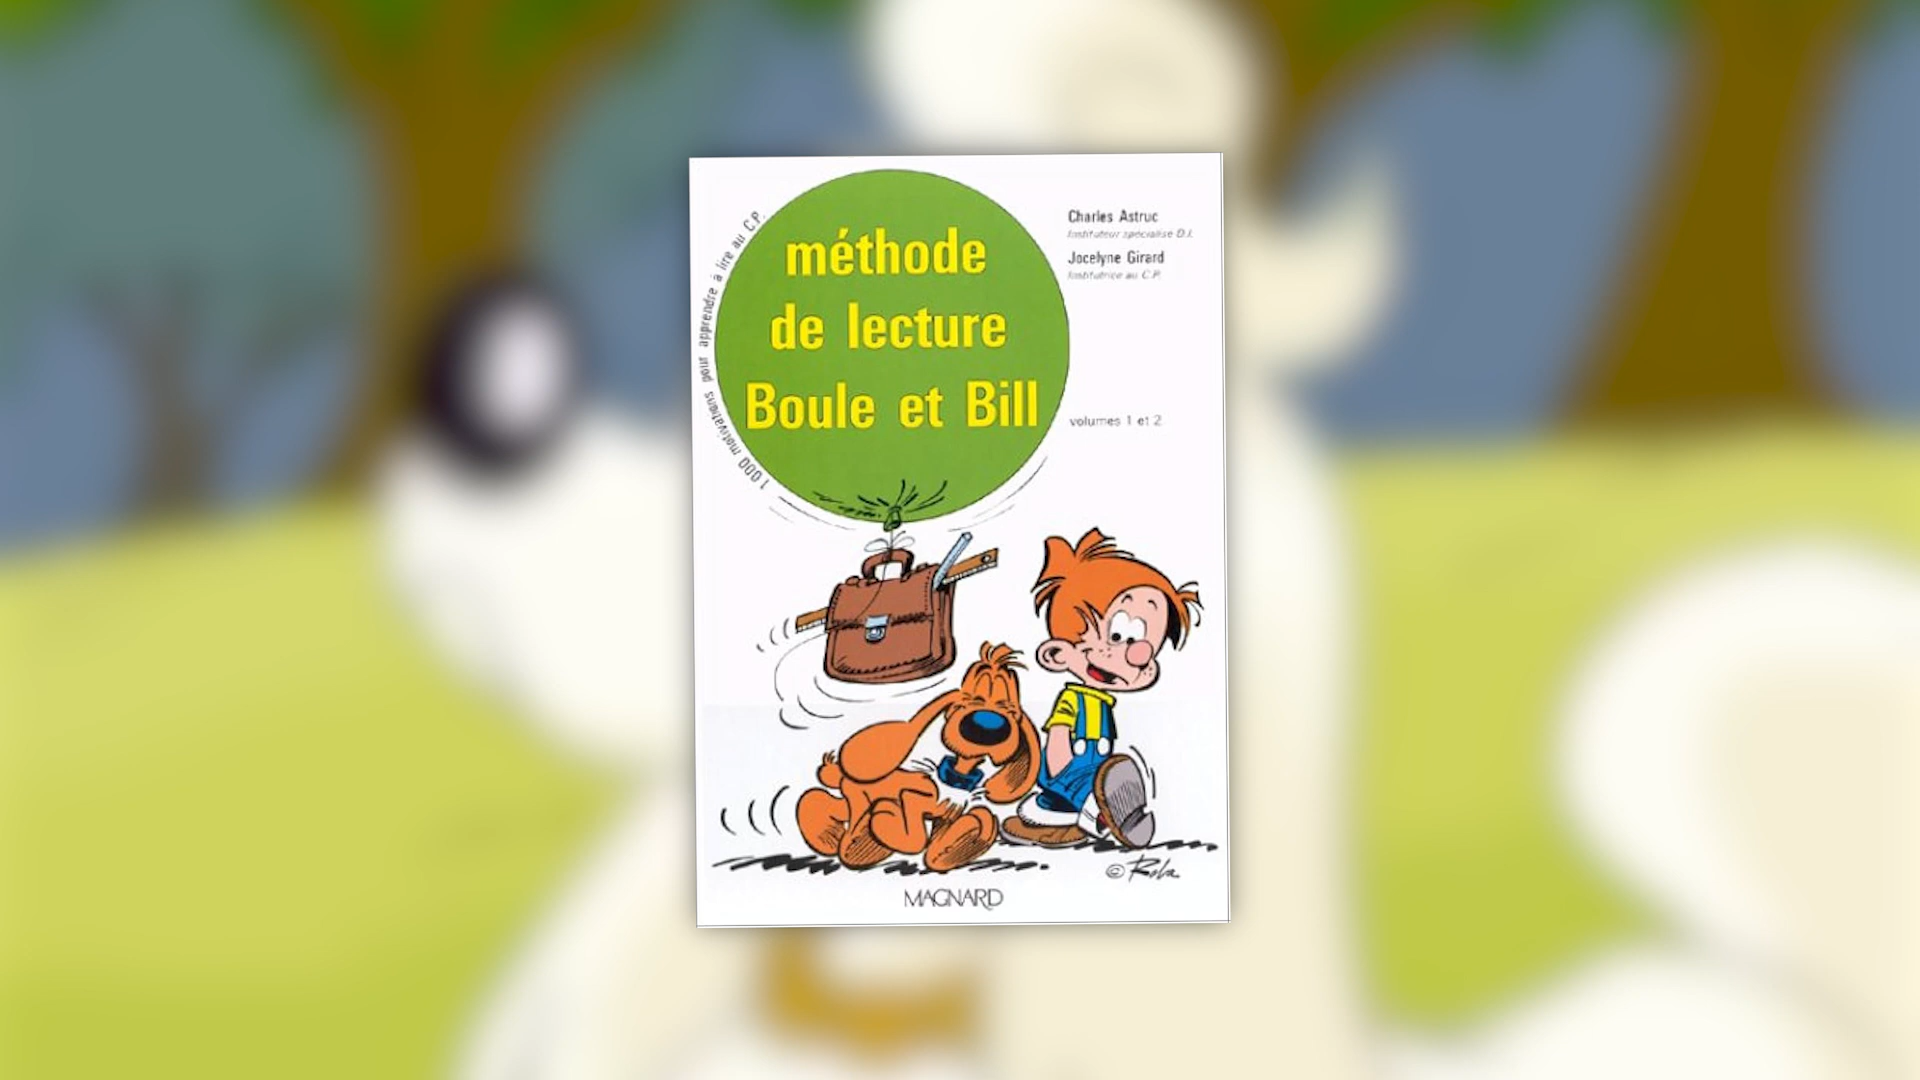 1 000 motivations pour apprendre à lire au C.P.
méthode
de lecture
Boule et Bill
Charles Astruc
Instituteur spécialisé D.I.
Jocelyne Girard
Institutrice au C.P.
volumes 1 et 2
© Roba
MAGNARD